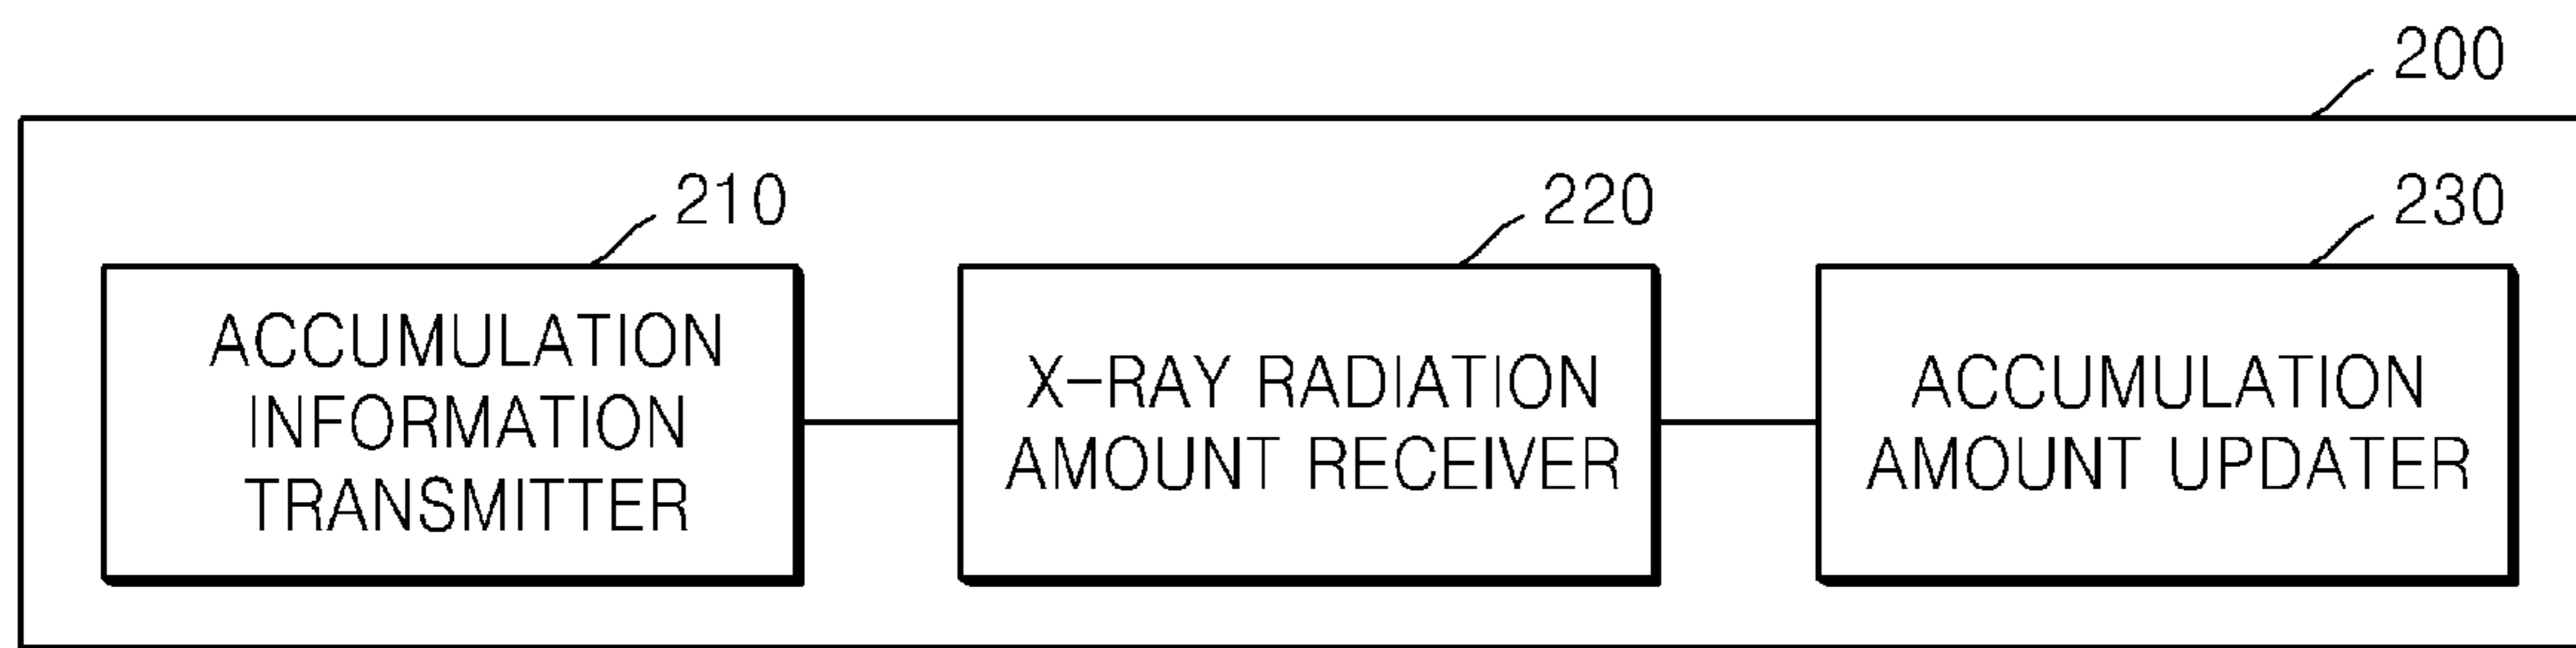 200
210
220
230
ACCUMULATION
INFORMATION
TRANSMITTER
X-RAY RADIATION
AMOUNT RECEIVER
ACCUMULATION
AMOUNT UPDATER